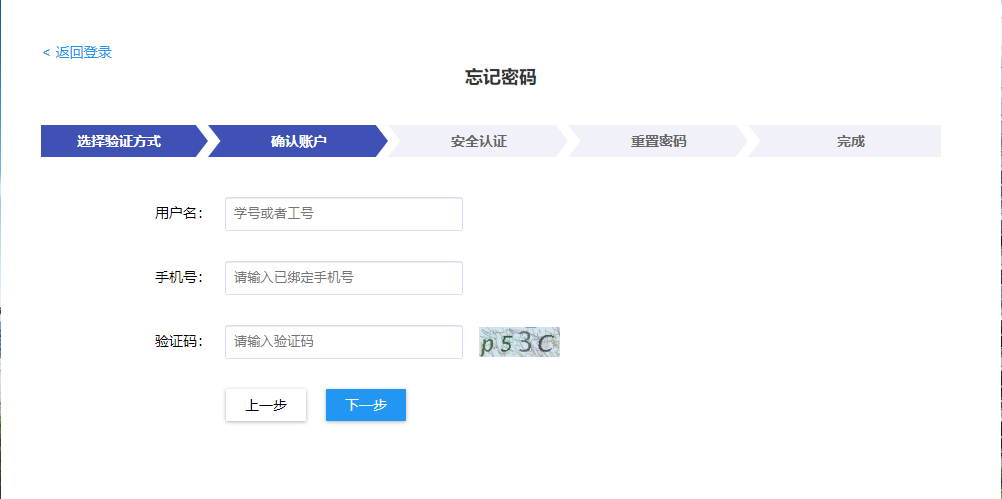 < 返回登录
忘记密码
选择验证方式 确认账户 安全认证 重置密码 完成
用户名： 学号或者工号
手机号： 请输入已绑定手机号
验证码： 请输入验证码 p53C
上一步 下一步